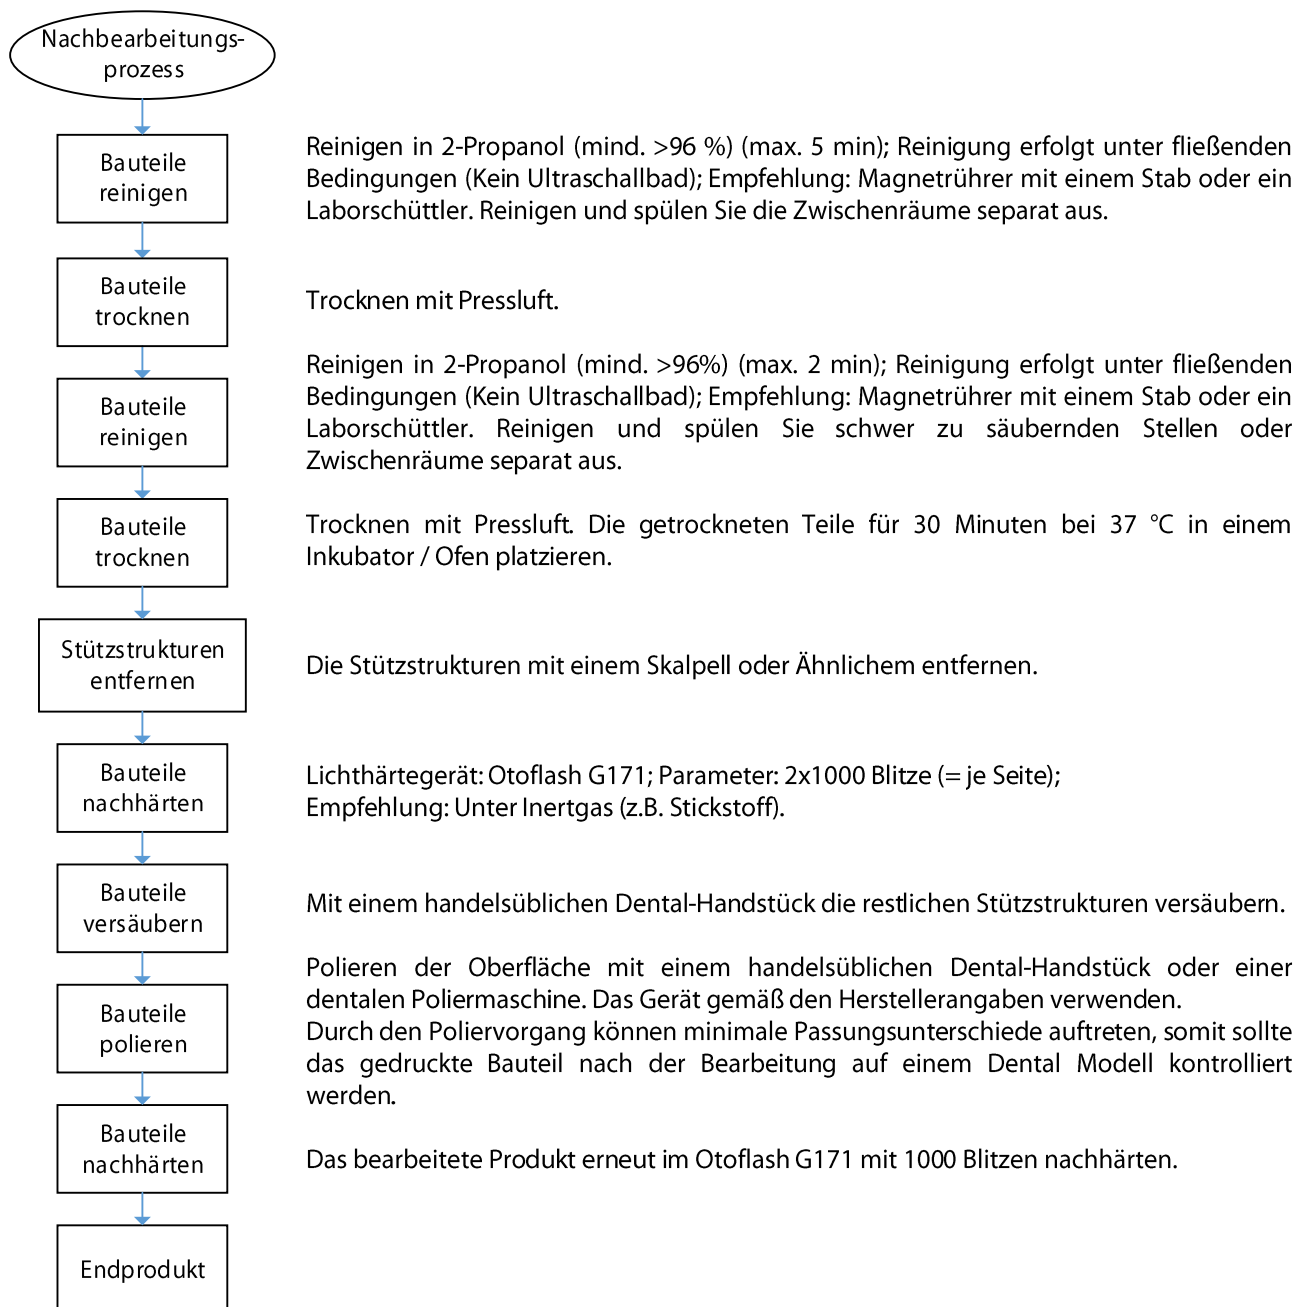 Nachbearbeitungs-
prozess
Bauteile
reinigen
Reinigen in 2-Propanol (mind. >96 %) (max. 5 min); Reinigung erfolgt unter fließenden
Bedingungen (Kein Ultraschallbad); Empfehlung: Magnetrührer mit einem Stab oder ein
Laborschüttler. Reinigen und spülen Sie die Zwischenräume separat aus.
Bauteile
trocknen
Trocknen mit Pressluft.
Bauteile
reinigen
Reinigen in 2-Propanol (mind. >96%) (max. 2 min); Reinigung erfolgt unter fließenden
Bedingungen (Kein Ultraschallbad); Empfehlung: Magnetrührer mit einem Stab oder ein
Laborschüttler. Reinigen und spülen Sie schwer zu säubernden Stellen oder
Zwischenräume separat aus.
Bauteile
trocknen
Trocknen mit Pressluft. Die getrockneten Teile für 30 Minuten bei 37 °C in einem
Inkubator / Ofen platzieren.
Stützstrukturen
entfernen
Die Stützstrukturen mit einem Skalpell oder Ähnlichem entfernen.
Bauteile
nachhärten
Lichthärtegerät: Otoflash G171; Parameter: 2x1000 Blitze (= je Seite);
Empfehlung: Unter Inertgas (z.B. Stickstoff).
Bauteile
versäubern
Mit einem handelsüblichen Dental-Handstück die restlichen Stützstrukturen versäubern.
Bauteile
polieren
Polieren der Oberfläche mit einem handelsüblichen Dental-Handstück oder einer
dentalen Poliermaschine. Das Gerät gemäß den Herstellerangaben verwenden.
Durch den Poliervorgang können minimale Passungsunterschiede auftreten, somit sollte
das gedruckte Bauteil nach der Bearbeitung auf einem Dental Modell kontrolliert
werden.
Bauteile
nachhärten
Das bearbeitete Produkt erneut im Otoflash G171 mit 1000 Blitzen nachhärten.
Endprodukt